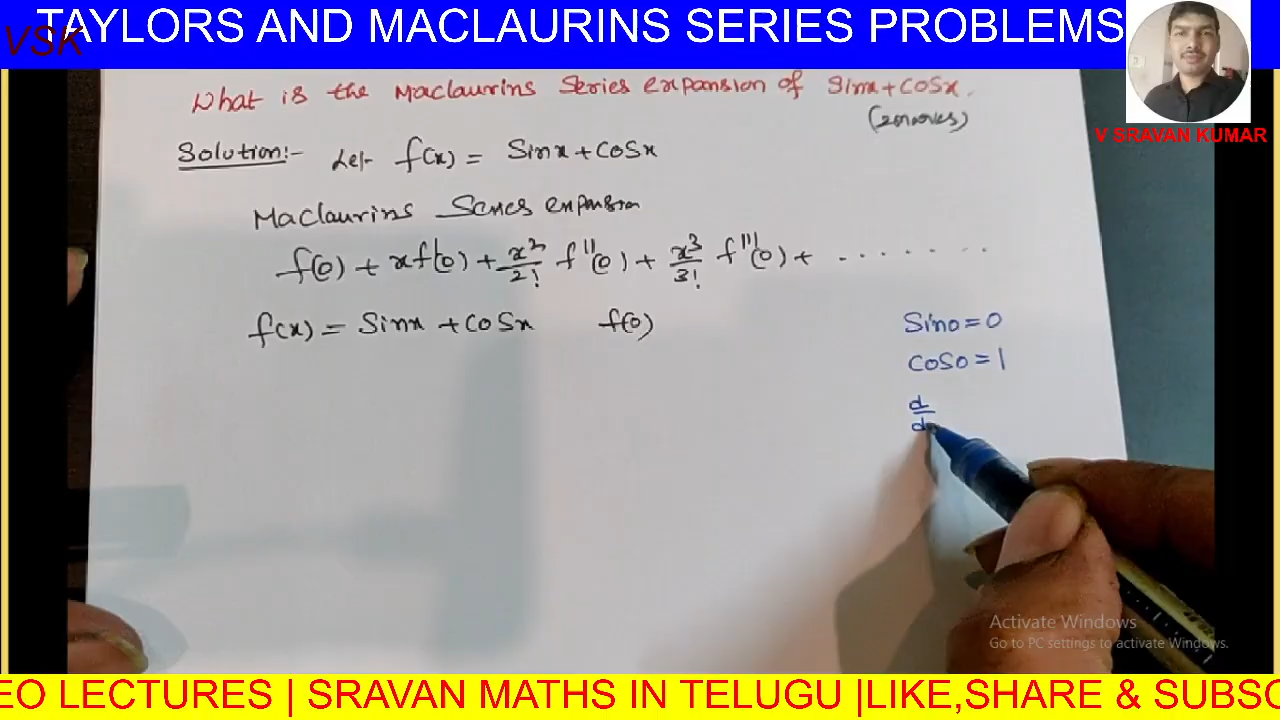 TAYLORS AND MACLAURINS SERIES PROBLEMS
VSK
V SRAVAN KUMAR
What is the Maclaurins Series expansion of Sinx+Cosx.
(2marks)
Solution:- Let f(x) = Sinx+Cosx
Maclaurins Series expansion
f(0) + xf'(0) + x²/2! f''(0) + x³/3! f'''(0) + . . . . . . .
f(x) = Sinx + Cosx f(0)
Sin0 = 0
Cos0 = 1
d
d
Activate Windows
Go to PC settings to activate Windows.
EO LECTURES | SRAVAN MATHS IN TELUGU |LIKE,SHARE & SUBSC